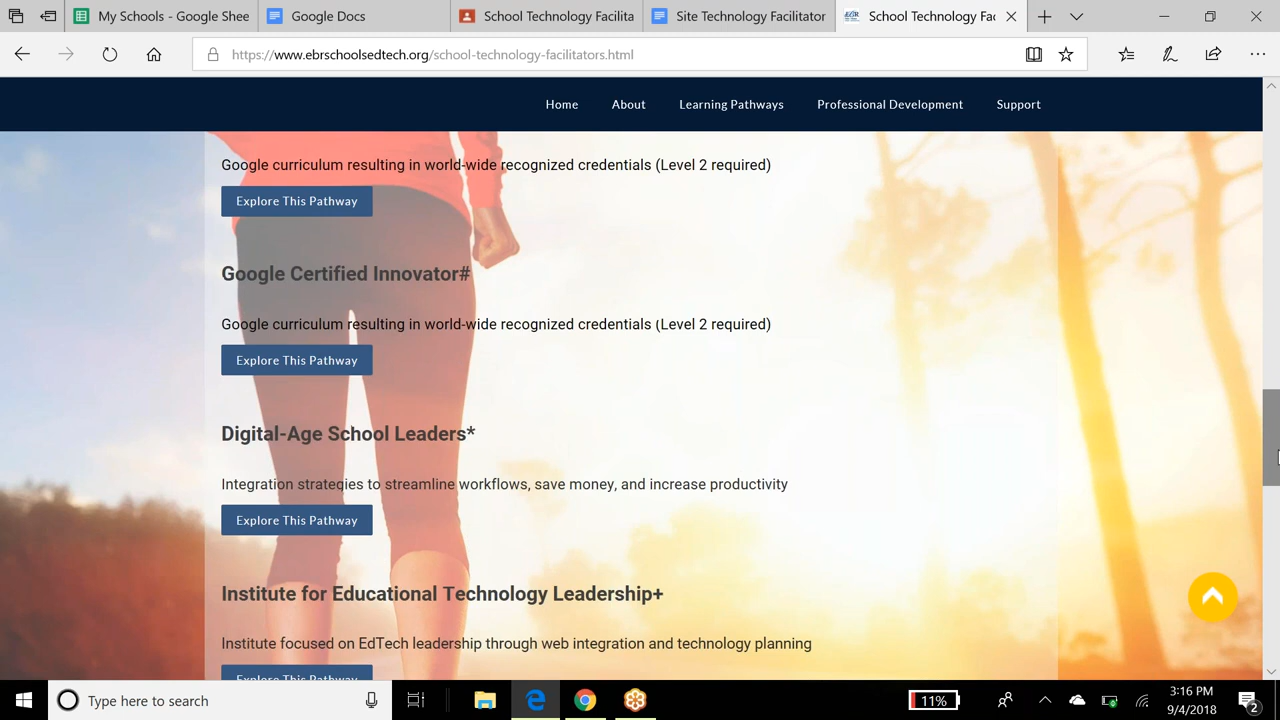 My Schools - Google Shee
Google Docs
School Technology Facilita
Site Technology Facilitator
School Technology Fac
https://www.ebrschoolsedtech.org/school-technology-facilitators.html
Home
About
Learning Pathways
Professional Development
Support
Google curriculum resulting in world-wide recognized credentials (Level 2 required)
Explore This Pathway
Google Certified Innovator#
Google curriculum resulting in world-wide recognized credentials (Level 2 required)
Explore This Pathway
Digital-Age School Leaders*
Integration strategies to streamline workflows, save money, and increase productivity
Explore This Pathway
Institute for Educational Technology Leadership+
Institute focused on EdTech leadership through web integration and technology planning
Explore This Pathway
Type here to search
11%
3:16 PM
9/4/2018
2